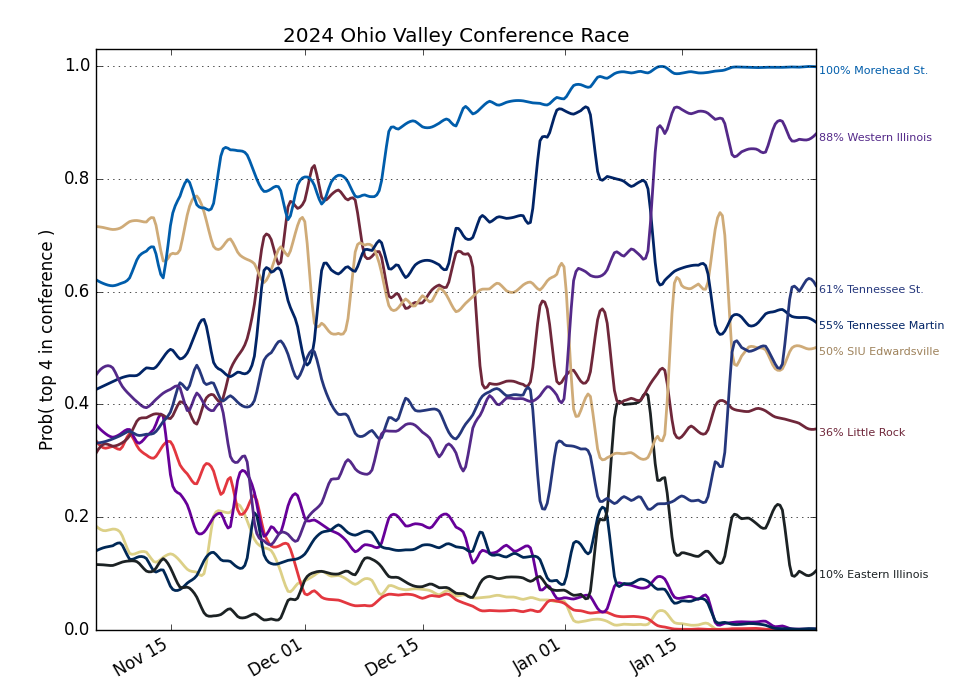 2024 Ohio Valley Conference Race
Prob( top 4 in conference )
1.0
0.8
0.6
0.4
0.2
0.0
Nov 15
Dec 01
Dec 15
Jan 01
Jan 15
100% Morehead St.
88% Western Illinois
61% Tennessee St.
55% Tennessee Martin
50% SIU Edwardsville
36% Little Rock
10% Eastern Illinois